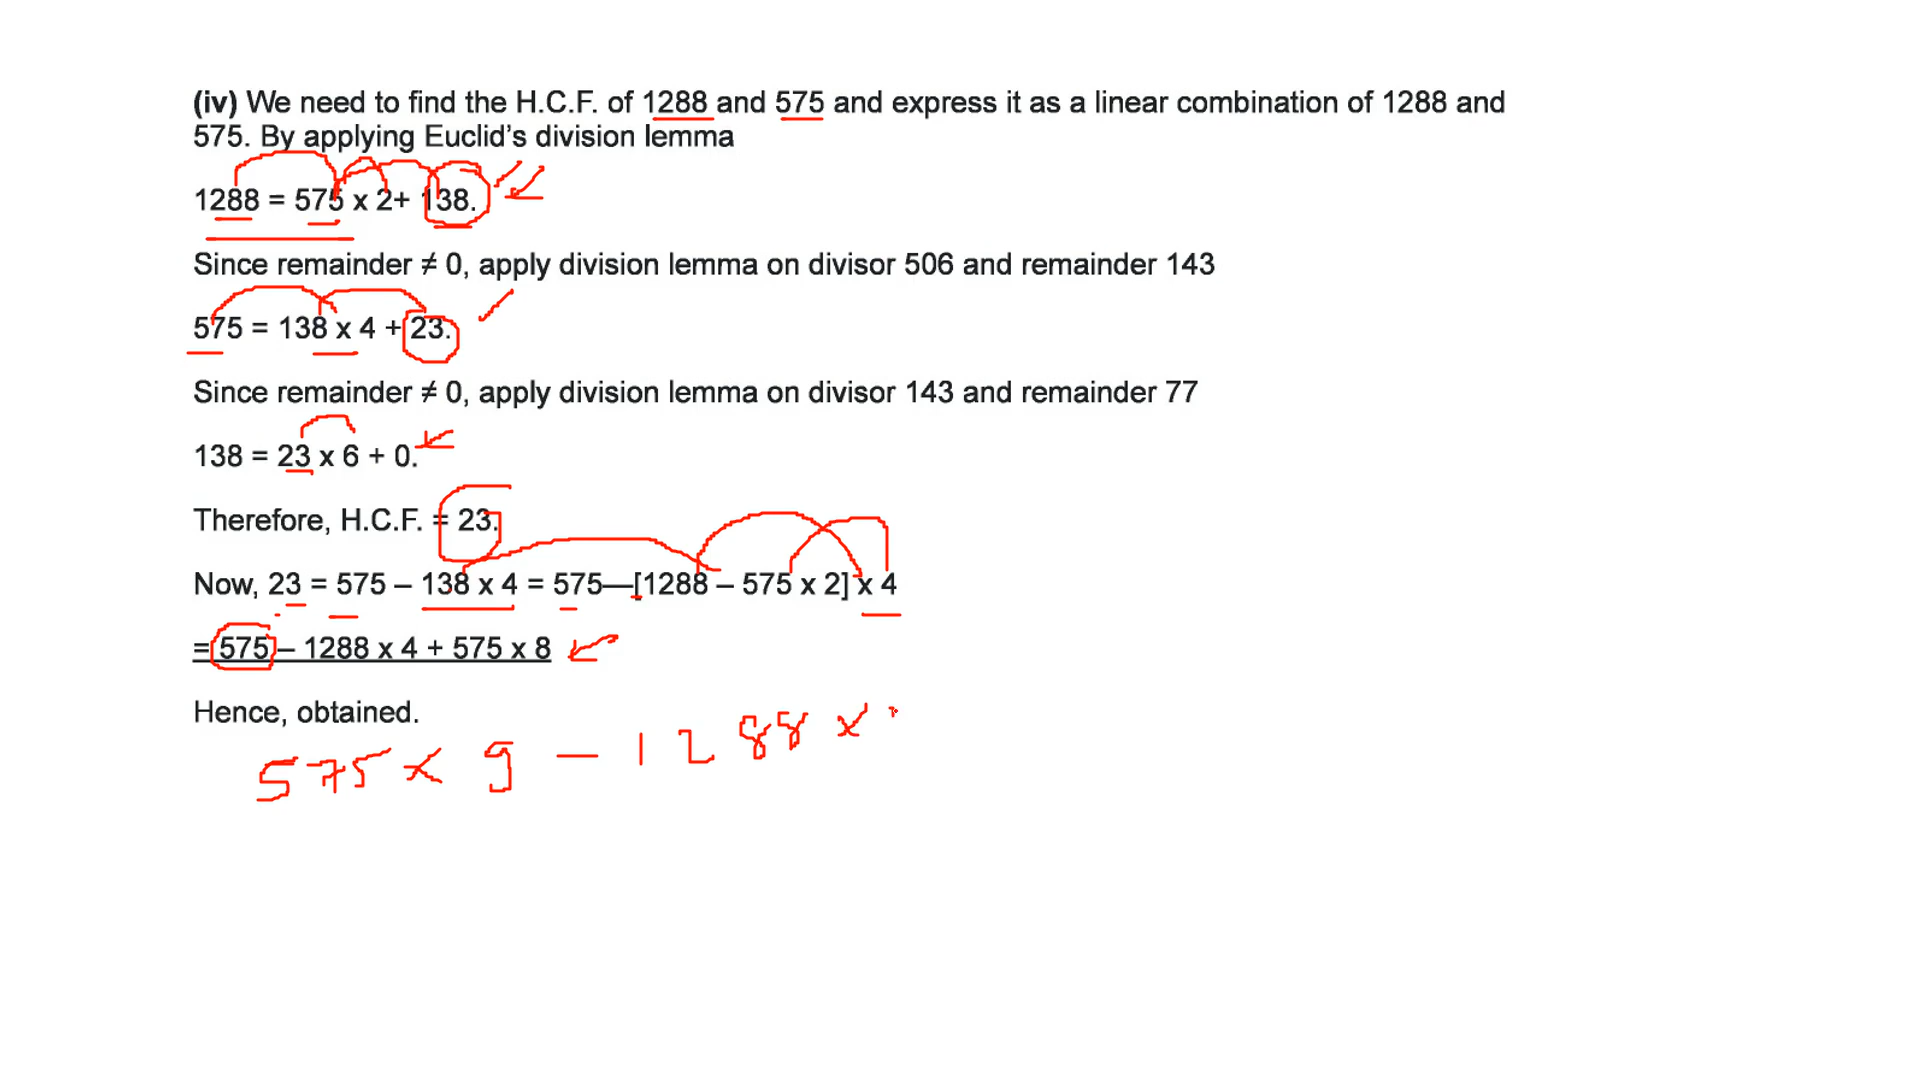 (iv) We need to find the H.C.F. of 1288 and 575 and express it as a linear combination of 1288 and
575. By applying Euclid’s division lemma
1288 = 575 x 2+ 138.
Since remainder ≠ 0, apply division lemma on divisor 506 and remainder 143
575 = 138 x 4 + 23.
Since remainder ≠ 0, apply division lemma on divisor 143 and remainder 77
138 = 23 x 6 + 0.
Therefore, H.C.F. = 23.
Now, 23 = 575 – 138 x 4 = 575—[1288 – 575 x 2] x 4
= 575 – 1288 x 4 + 575 x 8
Hence, obtained.
575 x 9 – 1288 x